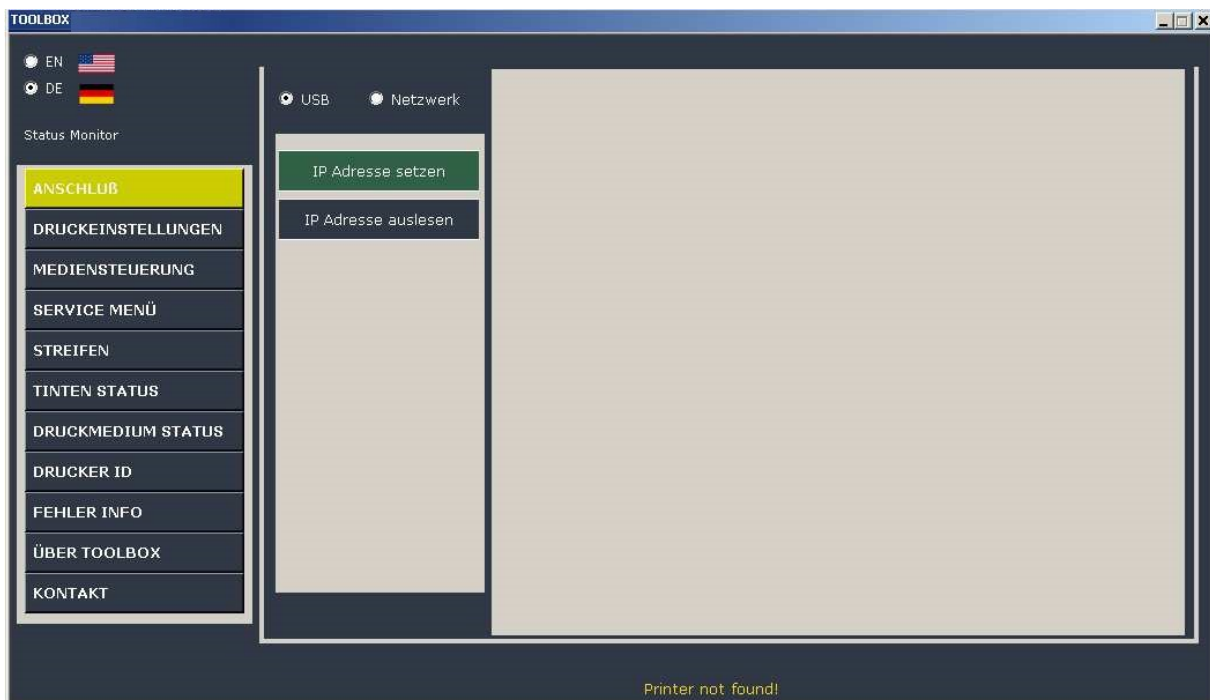 TOOLBOX
EN
DE
Status Monitor
ANSCHLUß
DRUCKEINSTELLUNGEN
MEDIENSTEUERUNG
SERVICE MENÜ
STREIFEN
TINTEN STATUS
DRUCKMEDIUM STATUS
DRUCKER ID
FEHLER INFO
ÜBER TOOLBOX
KONTAKT
USB Netzwerk
IP Adresse setzen
IP Adresse auslesen
Printer not found!